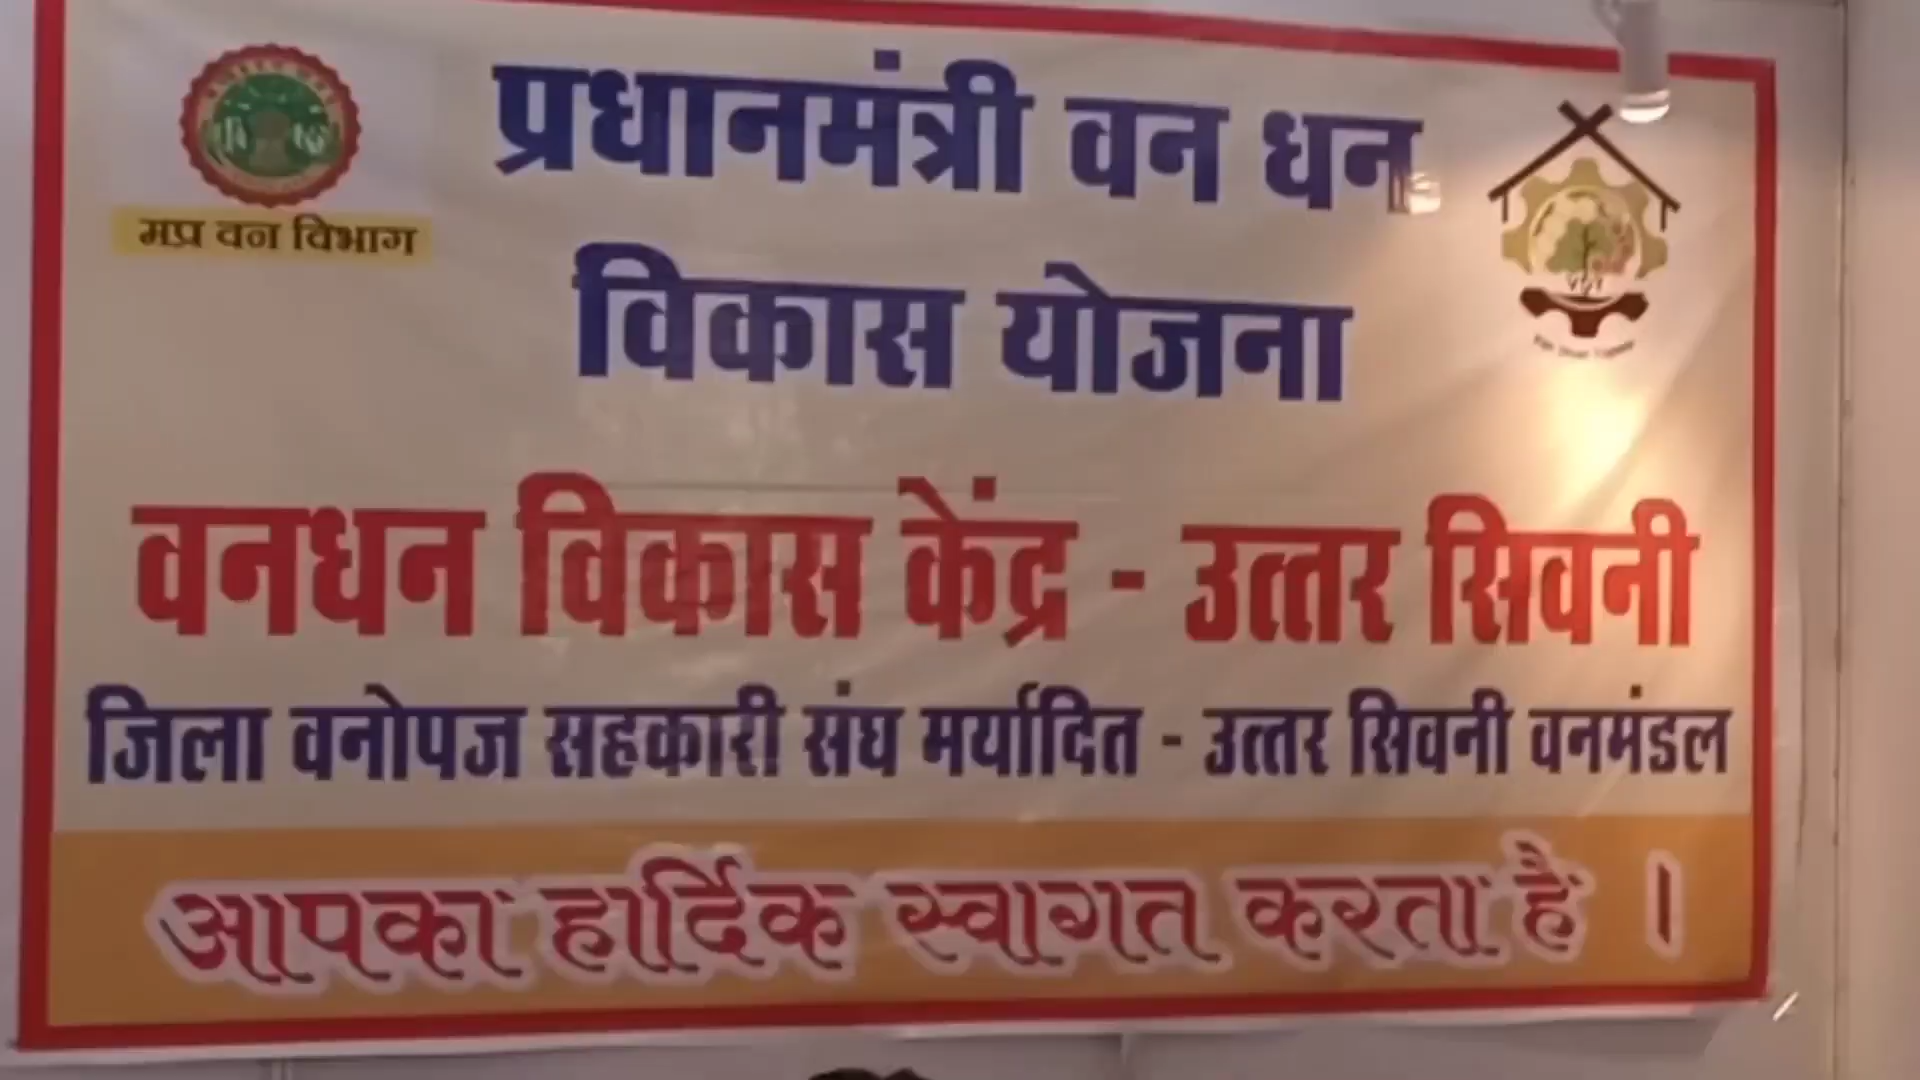 प्रधानमंत्री वन धन
मप्र वन विभाग
विकास योजना
वनधन विकास केंद्र - उत्तर सिवनी
जिला वनोपज सहकारी संघ मर्यादित - उत्तर सिवनी वनमंडल
आपका हार्दिक स्वागत करता है ।